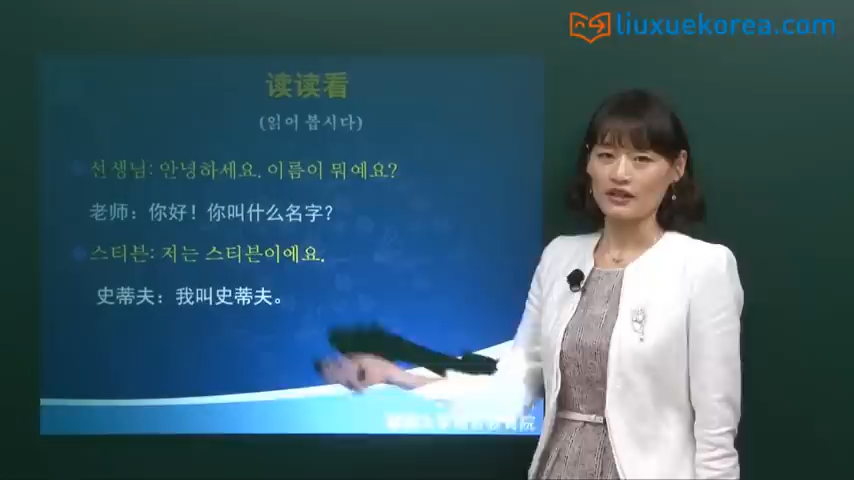 liuxuekorea.com
读读看
(읽어 봅시다)
선생님: 안녕하세요. 이름이 뭐예요?
老师：你好！你叫什么名字？
스티븐: 저는 스티븐이에요.
史蒂夫：我叫史蒂夫。